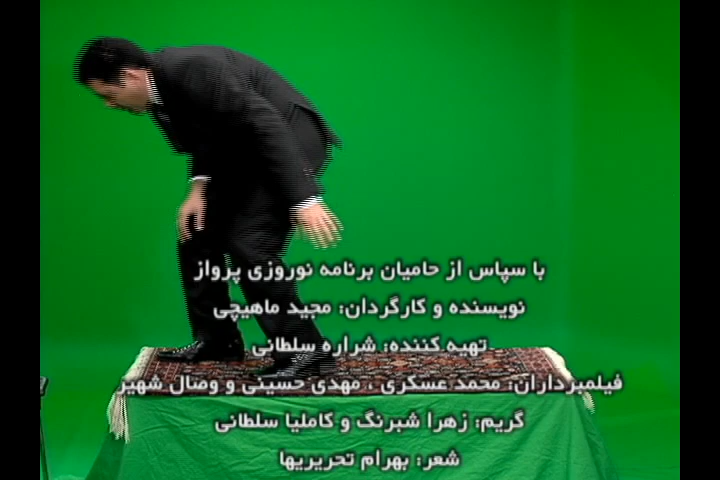 با سپاس از حامیان برنامه نوروزی پرواز
نویسنده و کارگردان: مجید ماهیچی
تهیه کننده: شراره سلطانی
فیلمبرداران: محمد عسکری ، مهدی حسینی و وصال شهیر
گریم: زهرا شبرنگ و کاملیا سلطانی
شعر: بهرام تحریریها